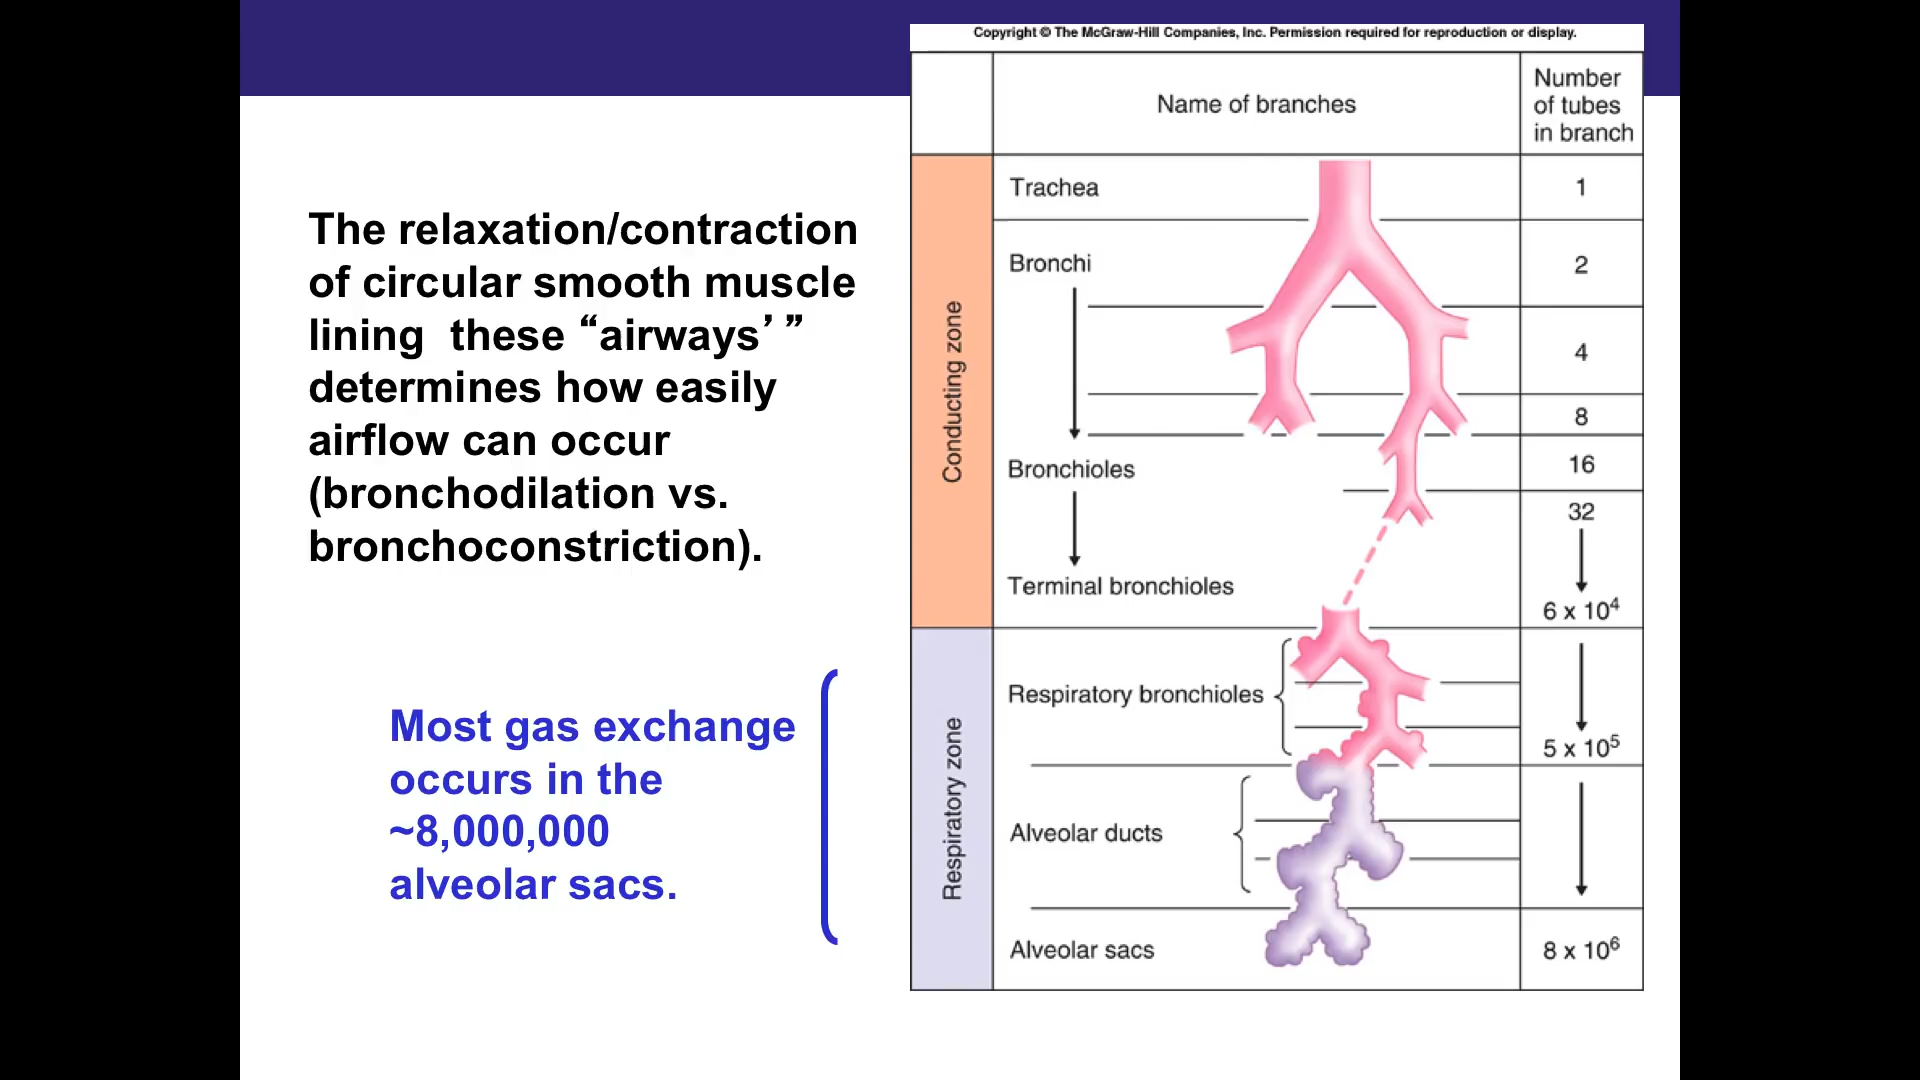 Copyright © The McGraw-Hill Companies, Inc. Permission required for reproduction or display.
The relaxation/contraction
of circular smooth muscle
lining  these “airways’”
determines how easily
airflow can occur
(bronchodilation vs.
bronchoconstriction).
Most gas exchange
occurs in the
~8,000,000
alveolar sacs.
Name of branches
Number
of tubes
in branch
Conducting zone
Trachea
1
Bronchi
2
4
8
Bronchioles
16
32
Terminal bronchioles
6 x 10⁴
Respiratory zone
Respiratory bronchioles
5 x 10⁵
Alveolar ducts
Alveolar sacs
8 x 10⁶